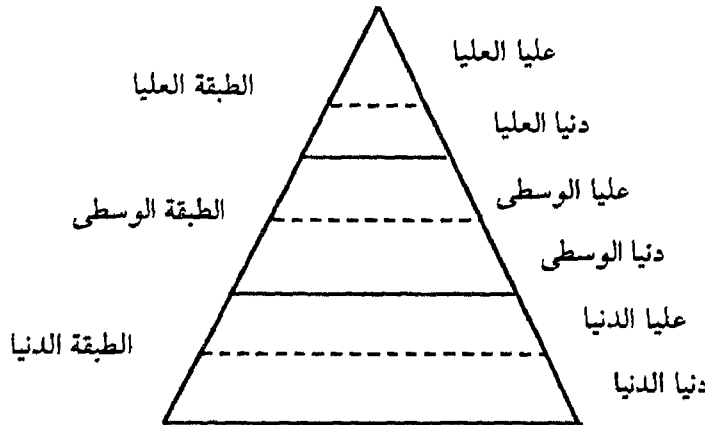 عليا العليا
الطبقة العليا
دنيا العليا
عليا الوسطى
الطبقة الوسطى
دنيا الوسطى
عليا الدنيا
الطبقة الدنيا
دنيا الدنيا